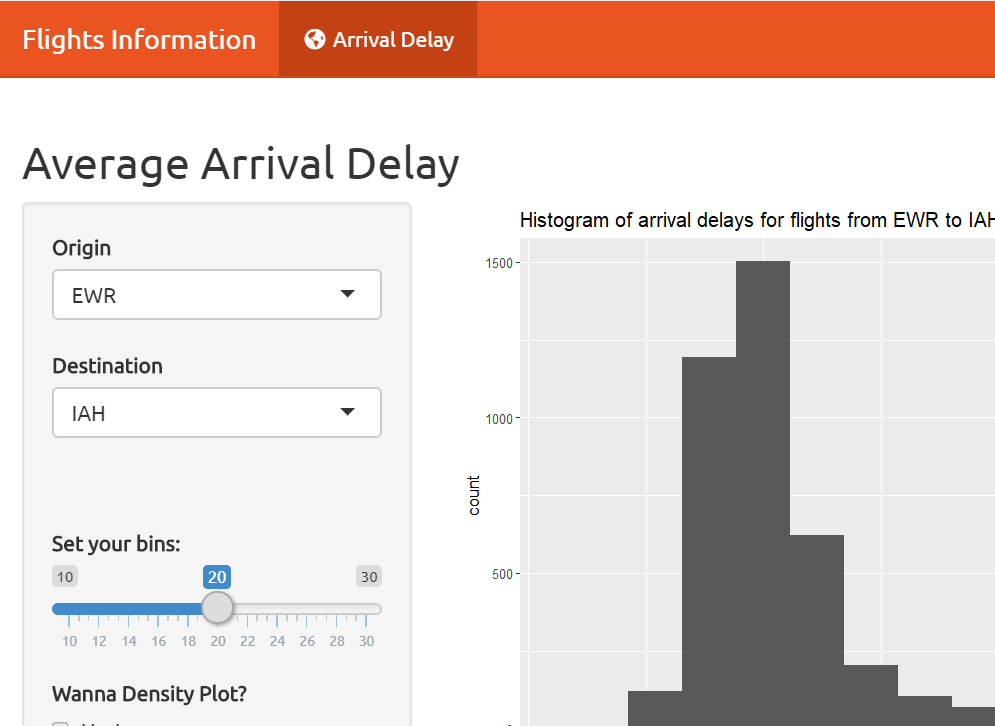 Flights Information
Arrival Delay
Average Arrival Delay
Origin
EWR
Destination
IAH
Set your bins:
10 20 30
10 12 14 16 18 20 22 24 26 28 30
Wanna Density Plot?
Histogram of arrival delays for flights from EWR to IAH
1500
1000
500
count